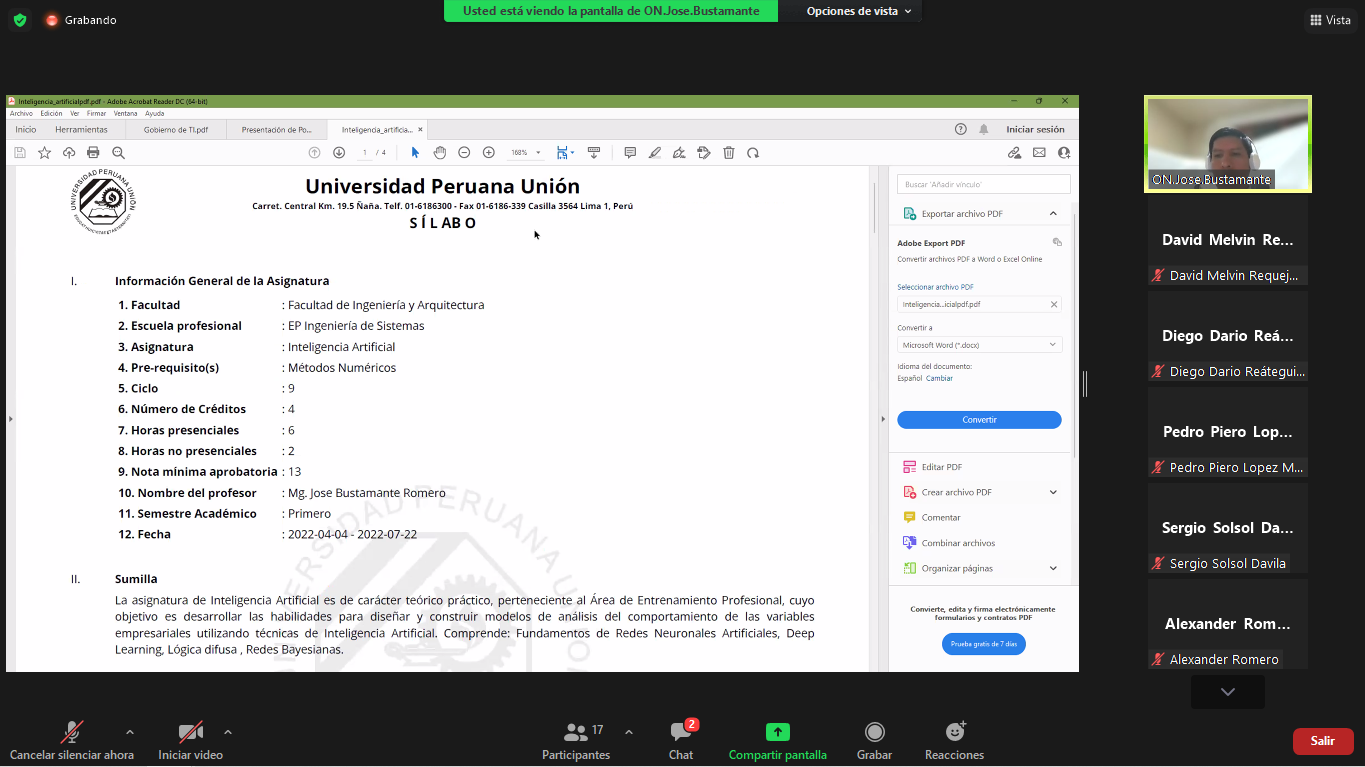 Grabando
Usted está viendo la pantalla de ON.Jose.Bustamante
Opciones de vista
Vista
Inteligencia_artificialpdf.pdf - Adobe Acrobat Reader DC (64-bit)
Archivo Edición Ver Firmar Ventana Ayuda
Inicio Herramientas Gobierno de TI.pdf Presentación de Po... Inteligencia_artificia... × Iniciar sesión
1 / 4 168%
Universidad Peruana Unión
Carret. Central Km. 19.5 Ñaña. Telf. 01-6186300 - Fax 01-6186-339 Casilla 3564 Lima 1, Perú
S Í L AB O
I. Información General de la Asignatura
1. Facultad : Facultad de Ingeniería y Arquitectura
2. Escuela profesional : EP Ingeniería de Sistemas
3. Asignatura : Inteligencia Artificial
4. Pre-requisito(s) : Métodos Numéricos
5. Ciclo : 9
6. Número de Créditos : 4
7. Horas presenciales : 6
8. Horas no presenciales : 2
9. Nota mínima aprobatoria : 13
10. Nombre del profesor : Mg. Jose Bustamante Romero
11. Semestre Académico : Primero
12. Fecha : 2022-04-04 - 2022-07-22
II. Sumilla
La asignatura de Inteligencia Artificial es de carácter teórico práctico, perteneciente al Área de Entrenamiento Profesional, cuyo
objetivo es desarrollar las habilidades para diseñar y construir modelos de análisis del comportamiento de las variables
empresariales utilizando técnicas de Inteligencia Artificial. Comprende: Fundamentos de Redes Neuronales Artificiales, Deep
Learning, Lógica difusa , Redes Bayesianas.
Buscar 'Añadir vínculo'
Exportar archivo PDF
Adobe Export PDF
Convertir archivos PDF a Word o Excel Online
Seleccionar archivo PDF
Inteligencia...icialpdf.pdf
Convertir a
Microsoft Word (*.docx)
Idioma del documento:
Español Cambiar
Convertir
Editar PDF
Crear archivo PDF
Comentar
Combinar archivos
Organizar páginas
Convierte, edita y firma electrónicamente
formularios y contratos PDF
Prueba gratis de 7 días
ON.Jose.Bustamante
David Melvin Re...
David Melvin Requej...
Diego Dario Reá...
Diego Dario Reátegui...
Pedro Piero Lop...
Pedro Piero Lopez M...
Sergio Solsol Da...
Sergio Solsol Davila
Alexander Rom...
Alexander Romero
Cancelar silenciar ahora
Iniciar video
17
Participantes
2
Chat
Compartir pantalla
Grabar
Reacciones
Salir